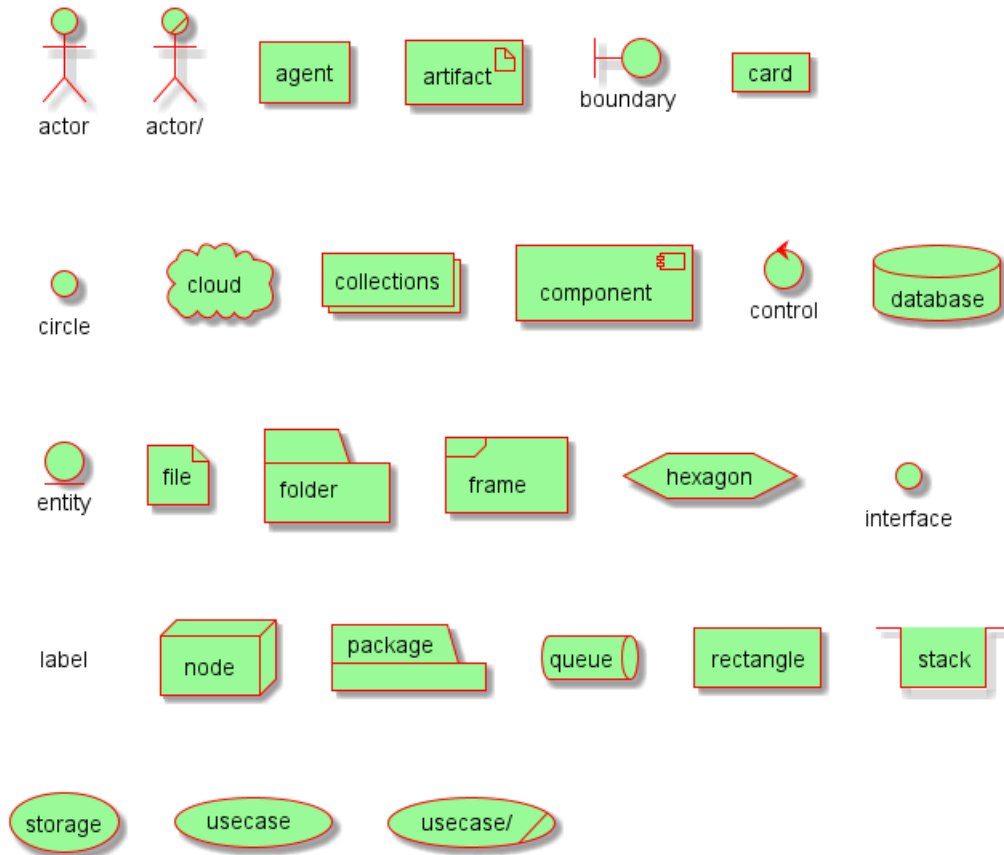 actor
actor/
agent
artifact
boundary
card
circle
cloud
collections
component
control
database
entity
file
folder
frame
hexagon
interface
label
node
package
queue
rectangle
stack
storage
usecase
usecase/